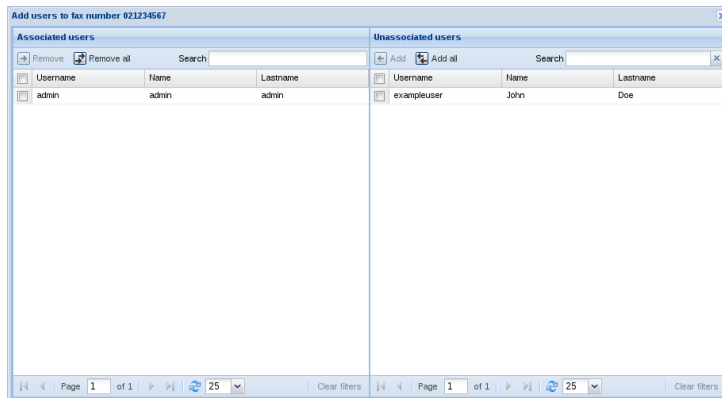 Add users to fax number 021234567
Associated users
Remove Remove all Search
Username Name Lastname
admin admin admin
Page 1 of 1 25 Clear filters
Unassociated users
Add Add all Search
Username Name Lastname
exampleuser John Doe
Page 1 of 1 25 Clear filters